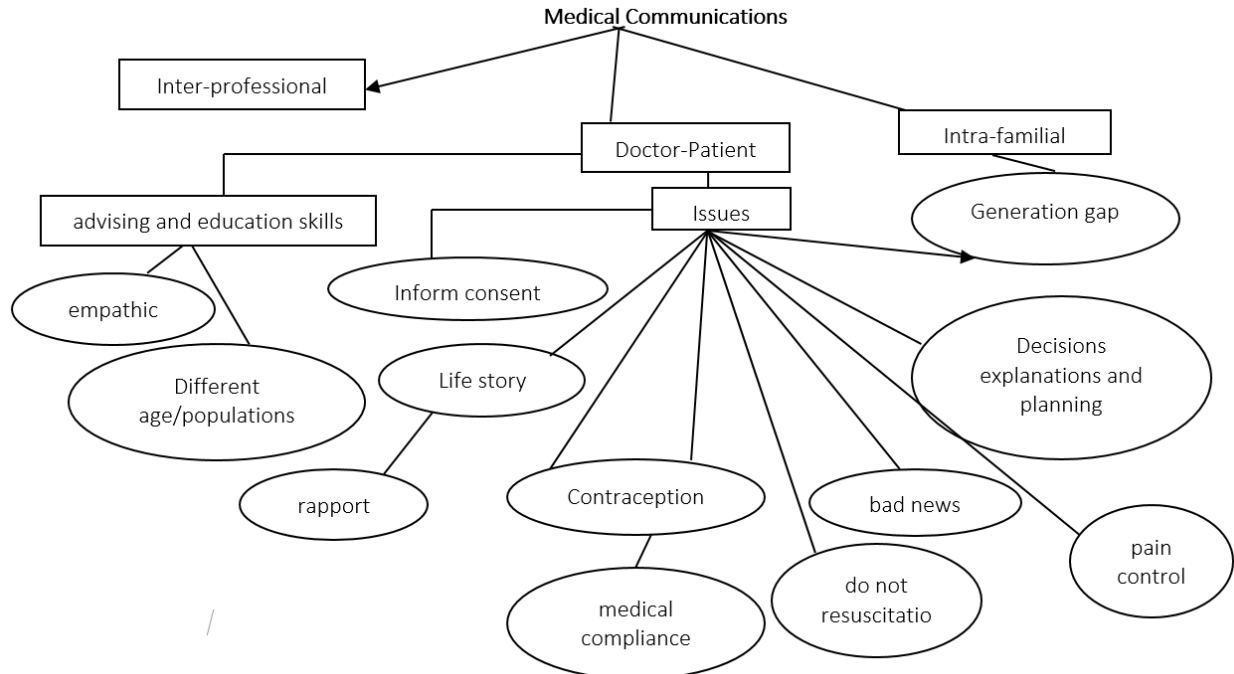 Medical Communications
Inter-professional
Intra-familial
Doctor-Patient
advising and education skills
Issues
Generation gap
Inform consent
empathic
Life story
Decisions
explanations and
planning
Different
age/populations
rapport
Contraception
bad news
pain
control
do not
resuscitatio
medical
compliance
/